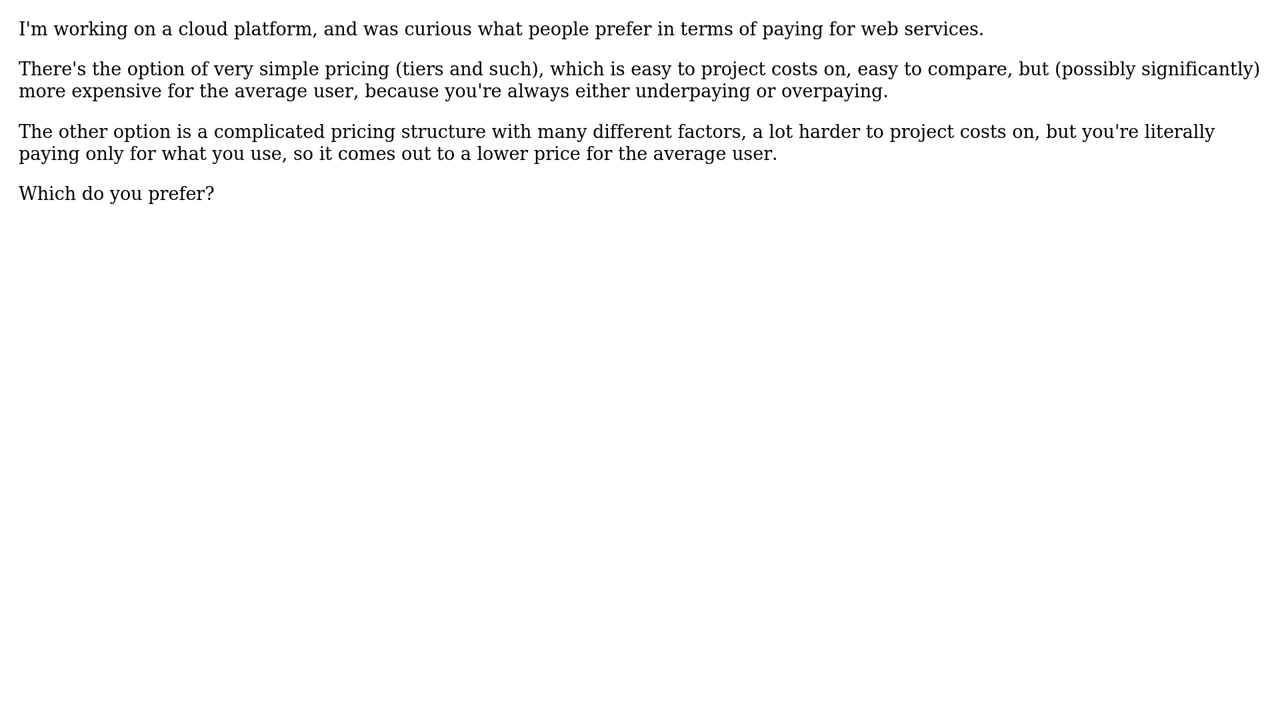 I'm working on a cloud platform, and was curious what people prefer in terms of paying for web services.
There's the option of very simple pricing (tiers and such), which is easy to project costs on, easy to compare, but (possibly significantly)
more expensive for the average user, because you're always either underpaying or overpaying.
The other option is a complicated pricing structure with many different factors, a lot harder to project costs on, but you're literally
paying only for what you use, so it comes out to a lower price for the average user.
Which do you prefer?